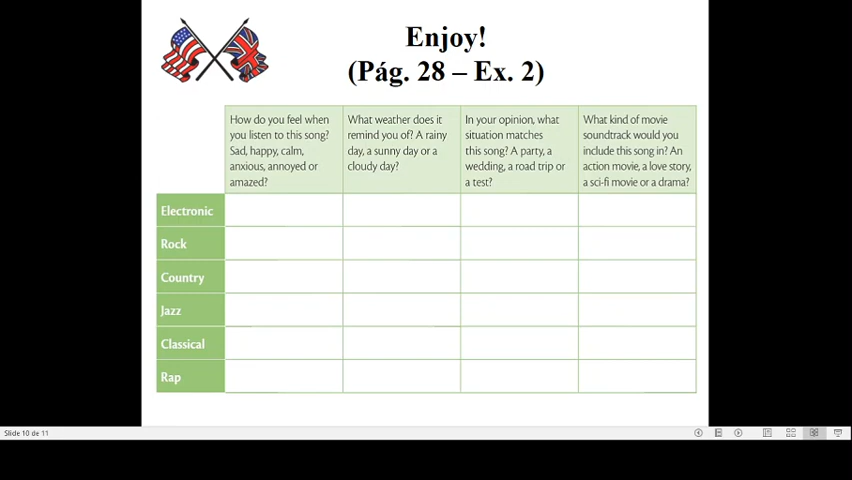 Enjoy!
(Pág. 28 – Ex. 2)
How do you feel when
you listen to this song?
Sad, happy, calm,
anxious, annoyed or
amazed?
What weather does it
remind you of? A rainy
day, a sunny day or a
cloudy day?
In your opinion, what
situation matches
this song? A party, a
wedding, a road trip or
a test?
What kind of movie
soundtrack would you
include this song in? An
action movie, a love story,
a sci-fi movie or a drama?
Electronic
Rock
Country
Jazz
Classical
Rap
Slide 10 de 11